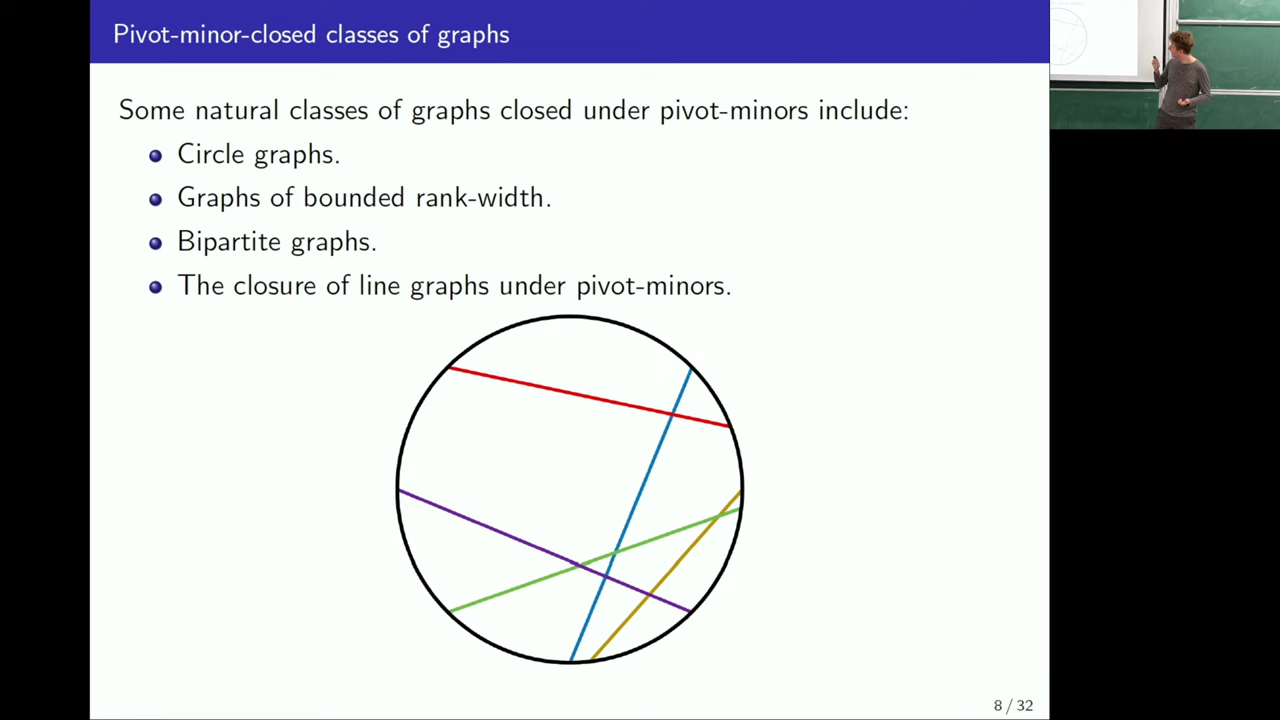 Pivot-minor-closed classes of graphs
Some natural classes of graphs closed under pivot-minors include:
Circle graphs.
Graphs of bounded rank-width.
Bipartite graphs.
The closure of line graphs under pivot-minors.
8 / 32